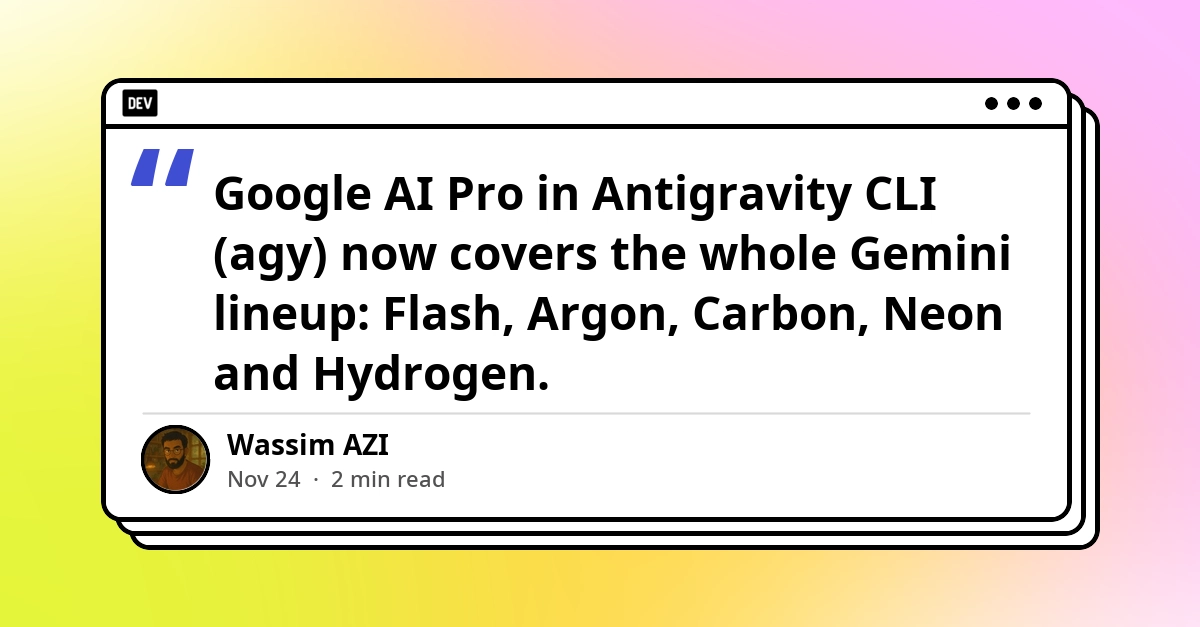 DEV
“
Google AI Pro in Antigravity CLI
(agy) now covers the whole Gemini
lineup: Flash, Argon, Carbon, Neon
and Hydrogen.
Wassim AZI
Nov 24 · 2 min read